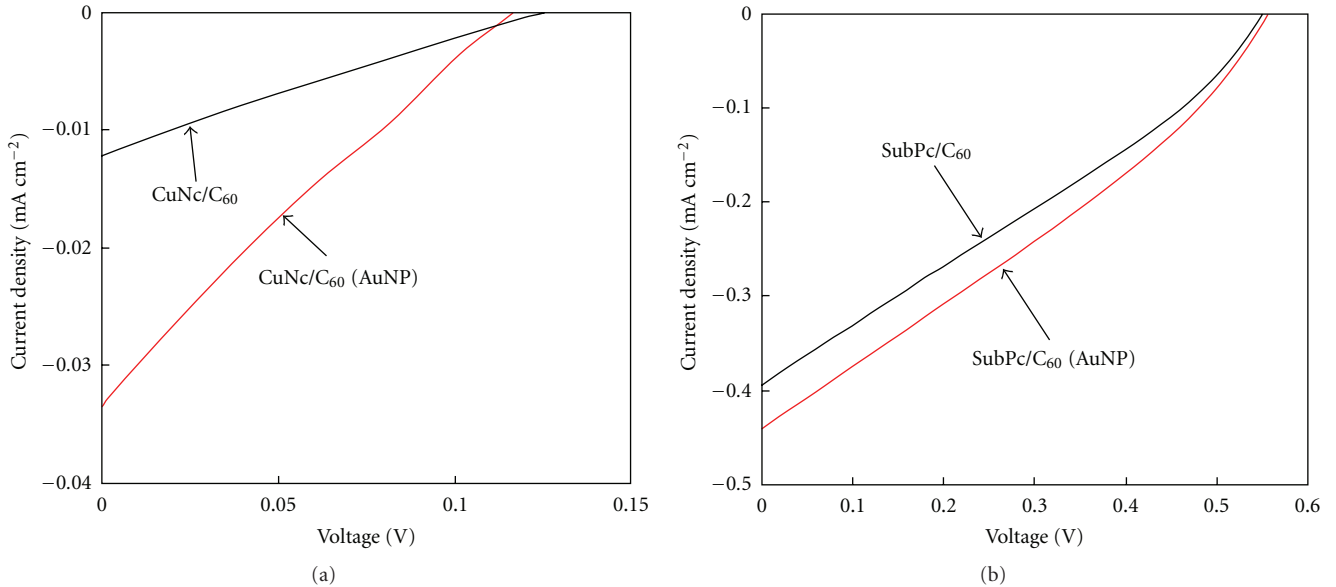 0
−0.01
−0.02
−0.03
−0.04
Current density (mA cm⁻²)
CuNc/C₆₀
CuNc/C₆₀ (AuNP)
0
0.05
0.1
0.15
Voltage (V)
(a)
0
−0.1
−0.2
−0.3
−0.4
−0.5
Current density (mA cm⁻²)
SubPc/C₆₀
SubPc/C₆₀ (AuNP)
0
0.1
0.2
0.3
0.4
0.5
0.6
Voltage (V)
(b)